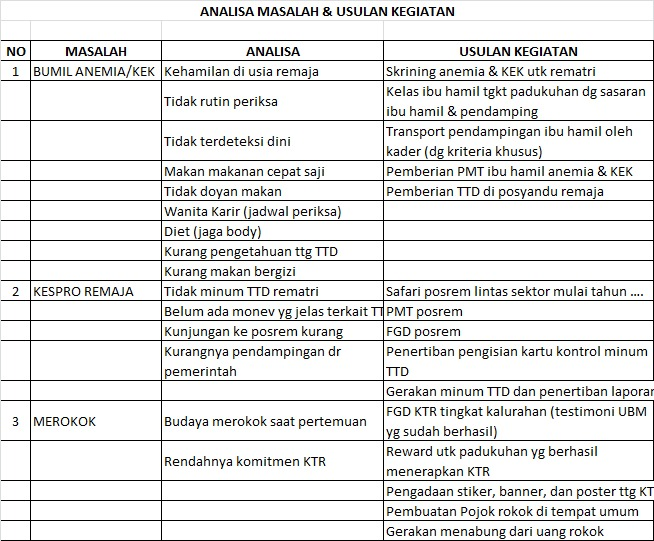 ANALISA MASALAH & USULAN KEGIATAN
NO MASALAH ANALISA USULAN KEGIATAN
1 BUMIL ANEMIA/KEK Kehamilan di usia remaja Skrining anemia & KEK utk rematri
Tidak rutin periksa Kelas ibu hamil tgkt padukuhan dg sasaran
ibu hamil & pendamping
Tidak terdeteksi dini Transport pendampingan ibu hamil oleh
kader (dg kriteria khusus)
Makan makanan cepat saji Pemberian PMT ibu hamil anemia & KEK
Tidak doyan makan Pemberian TTD di posyandu remaja
Wanita Karir (jadwal periksa)
Diet (jaga body)
Kurang pengetahuan ttg TTD
Kurang makan bergizi
2 KESPRO REMAJA Tidak minum TTD rematri Safari posrem lintas sektor mulai tahun ....
Belum ada monev yg jelas terkait TT PMT posrem
Kunjungan ke posrem kurang FGD posrem
Kurangnya pendampingan dr
pemerintah
Penertiban pengisian kartu kontrol minum
TTD
Gerakan minum TTD dan penertiban laporan
3 MEROKOK Budaya merokok saat pertemuan FGD KTR tingkat kalurahan (testimoni UBM
yg sudah berhasil)
Rendahnya komitmen KTR Reward utk padukuhan yg berhasil
menerapkan KTR
Pengadaan stiker, banner, dan poster ttg KT
Pembuatan Pojok rokok di tempat umum
Gerakan menabung dari uang rokok